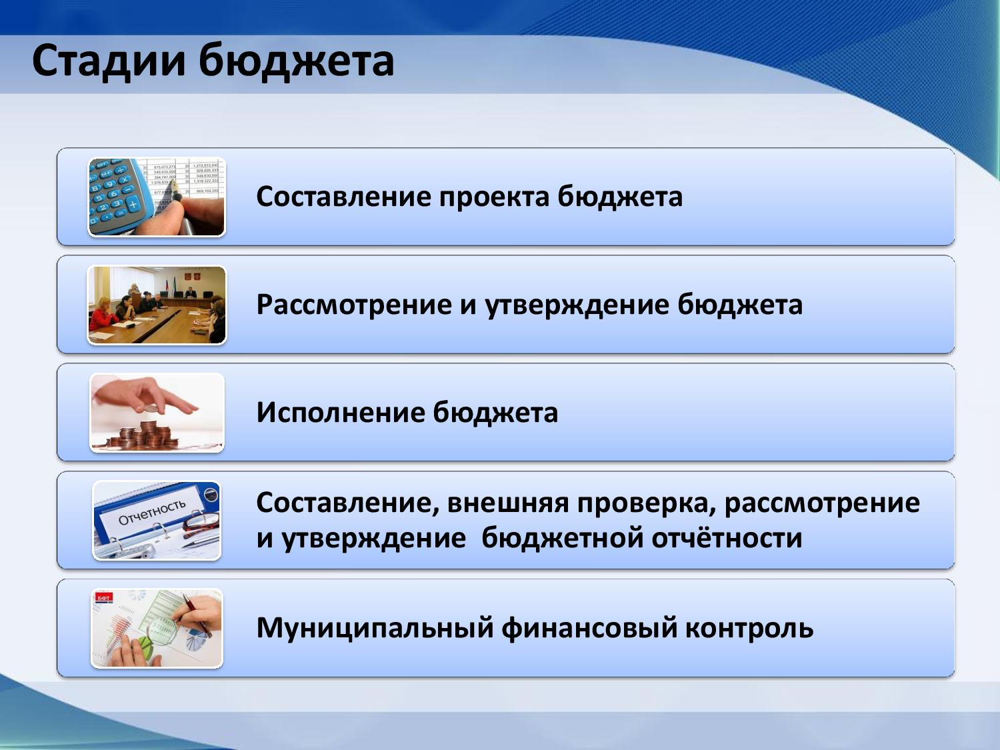 Стадии бюджета
Составление проекта бюджета
Рассмотрение и утверждение бюджета
Исполнение бюджета
Отчетность
Составление, внешняя проверка, рассмотрение
и утверждение бюджетной отчётности
БФТ
Муниципальный финансовый контроль